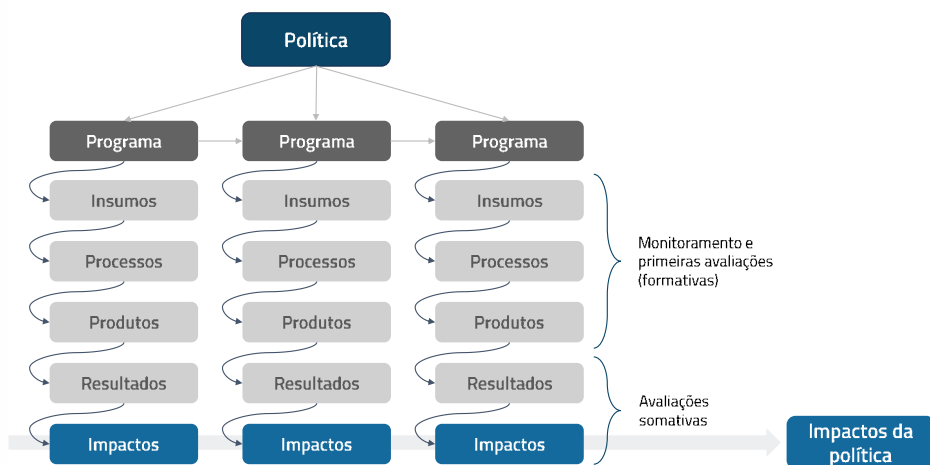 Política
Programa
Programa
Programa
Insumos
Insumos
Insumos
Processos
Processos
Processos
Produtos
Produtos
Produtos
Monitoramento e
primeiras avaliações
(formativas)
Resultados
Resultados
Resultados
Impactos
Impactos
Impactos
Avaliações
somativas
Impactos da
política